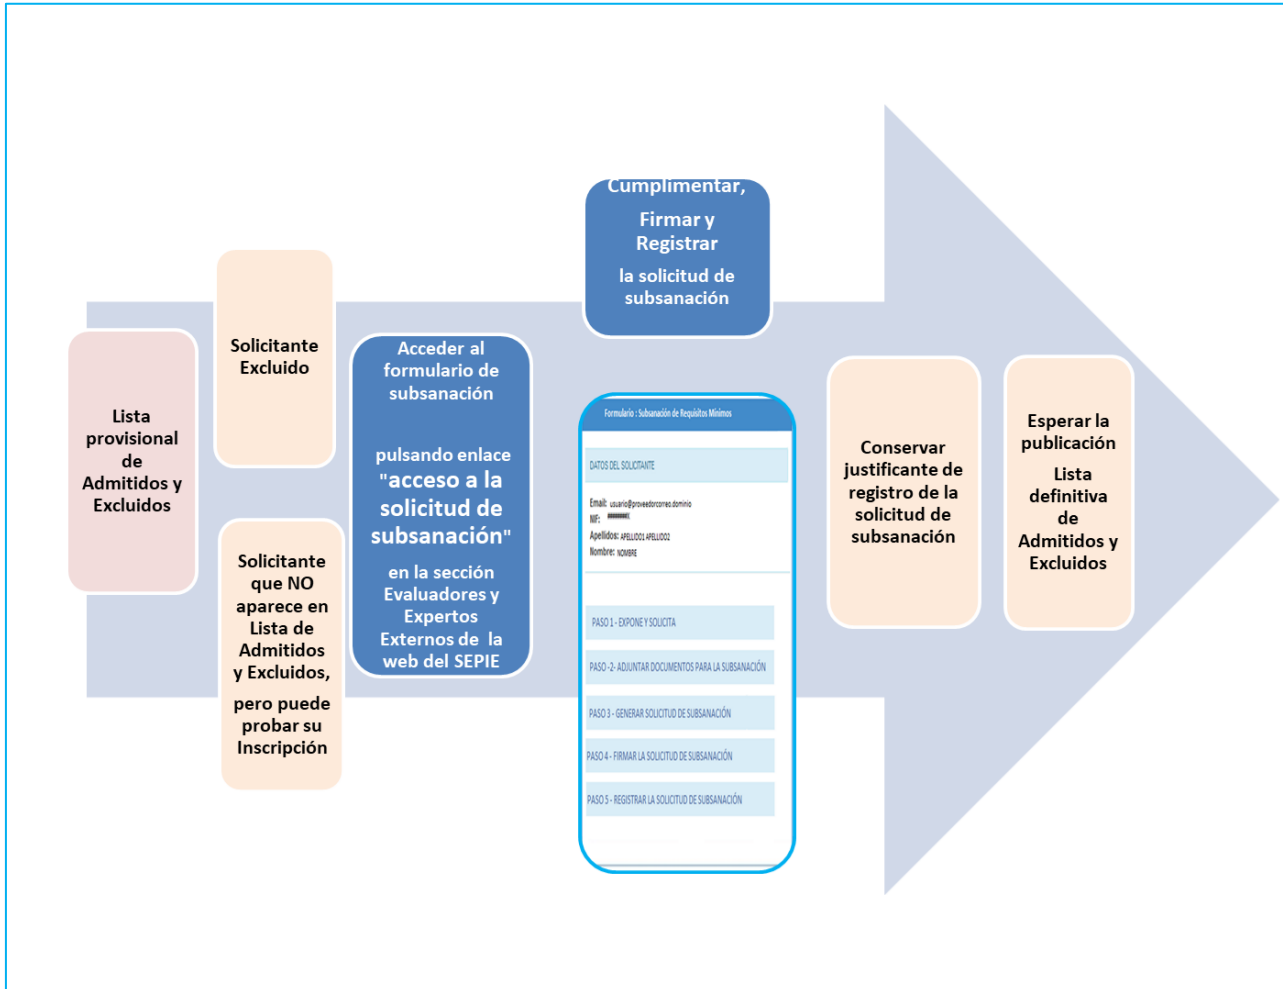 Lista
provisional
de
Admitidos y
Excluidos
Solicitante
Excluido
Solicitante
que NO
aparece en
Lista de
Admitidos
y Excluidos,
pero puede
probar su
Inscripción
Acceder al
formulario de
subsanación
pulsando enlace
"acceso a la
solicitud de
subsanación"
en la sección
Evaluadores y
Expertos
Externos de la
web del SEPIE
Cumplimentar,
Firmar y
Registrar
la solicitud de
subsanación
Formulario : Subsanación de Requisitos Mínimos
DATOS DEL SOLICITANTE
Email: usuario@proveedorcorreo.dominio
NIF:
Apellidos: APELLIDO1 APELLIDO2
Nombre: NOMBRE
PASO 1 - EXPONE Y SOLICITA
PASO -2- ADJUNTAR DOCUMENTOS PARA LA SUBSANACIÓN
PASO 3 - GENERAR SOLICITUD DE SUBSANACIÓN
PASO 4 - FIRMAR LA SOLICITUD DE SUBSANACIÓN
PASO 5 - REGISTRAR LA SOLICITUD DE SUBSANACIÓN
Conservar
justificante de
registro de la
solicitud de
subsanación
Esperar la
publicación
Lista
definitiva
de
Admitidos y
Excluidos